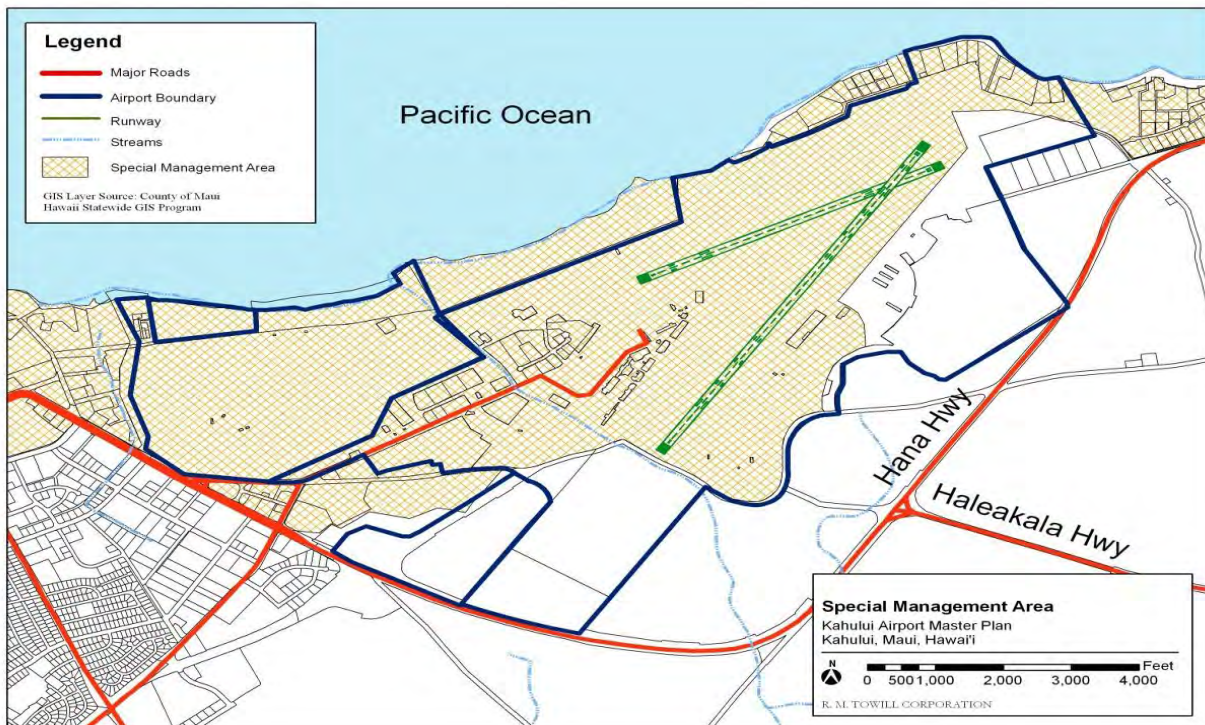 Legend
Major Roads
Airport Boundary
Runway
Streams
Special Management Area
GIS Layer Source: County of Maui
Hawaii Statewide GIS Program
Pacific Ocean
Hana Hwy
Haleakala Hwy
Special Management Area
Kahului Airport Master Plan
Kahului, Maui, Hawai'i
N
0 500 1,000 2,000 3,000 4,000 Feet
R. M. TOWILL CORPORATION